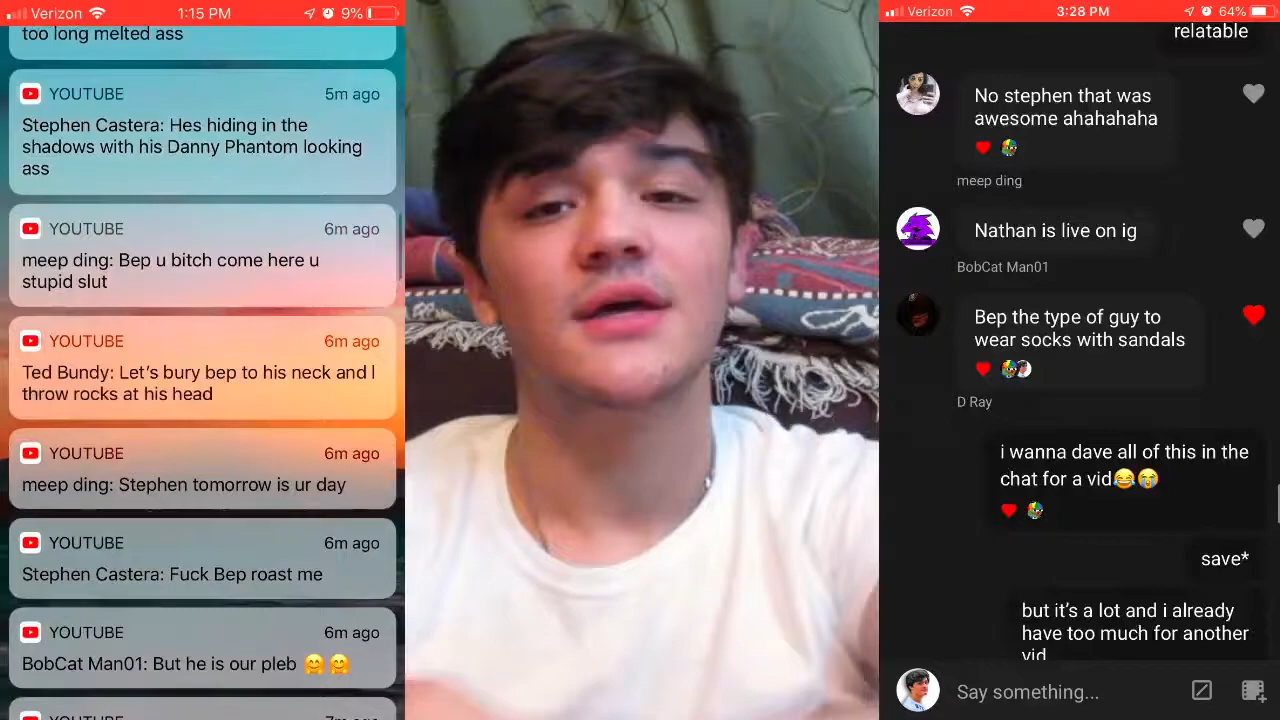 Verizon 1:15 PM 9%
too long melted ass
YOUTUBE 5m ago
Stephen Castera: Hes hiding in the
shadows with his Danny Phantom looking
ass
YOUTUBE 6m ago
meep ding: Bep u bitch come here u
stupid slut
YOUTUBE 6m ago
Ted Bundy: Let's bury bep to his neck and I
throw rocks at his head
YOUTUBE 6m ago
meep ding: Stephen tomorrow is ur day
YOUTUBE 6m ago
Stephen Castera: Fuck Bep roast me
YOUTUBE 6m ago
BobCat Man01: But he is our pleb 🤗🤗
YOUTUBE 7m ago
Verizon 3:28 PM 64%
relatable
No stephen that was
awesome ahahahaha
meep ding
Nathan is live on ig
BobCat Man01
Bep the type of guy to
wear socks with sandals
D Ray
i wanna dave all of this in the
chat for a vid😂😭
save*
but it's a lot and i already
have too much for another
vid
Say something...